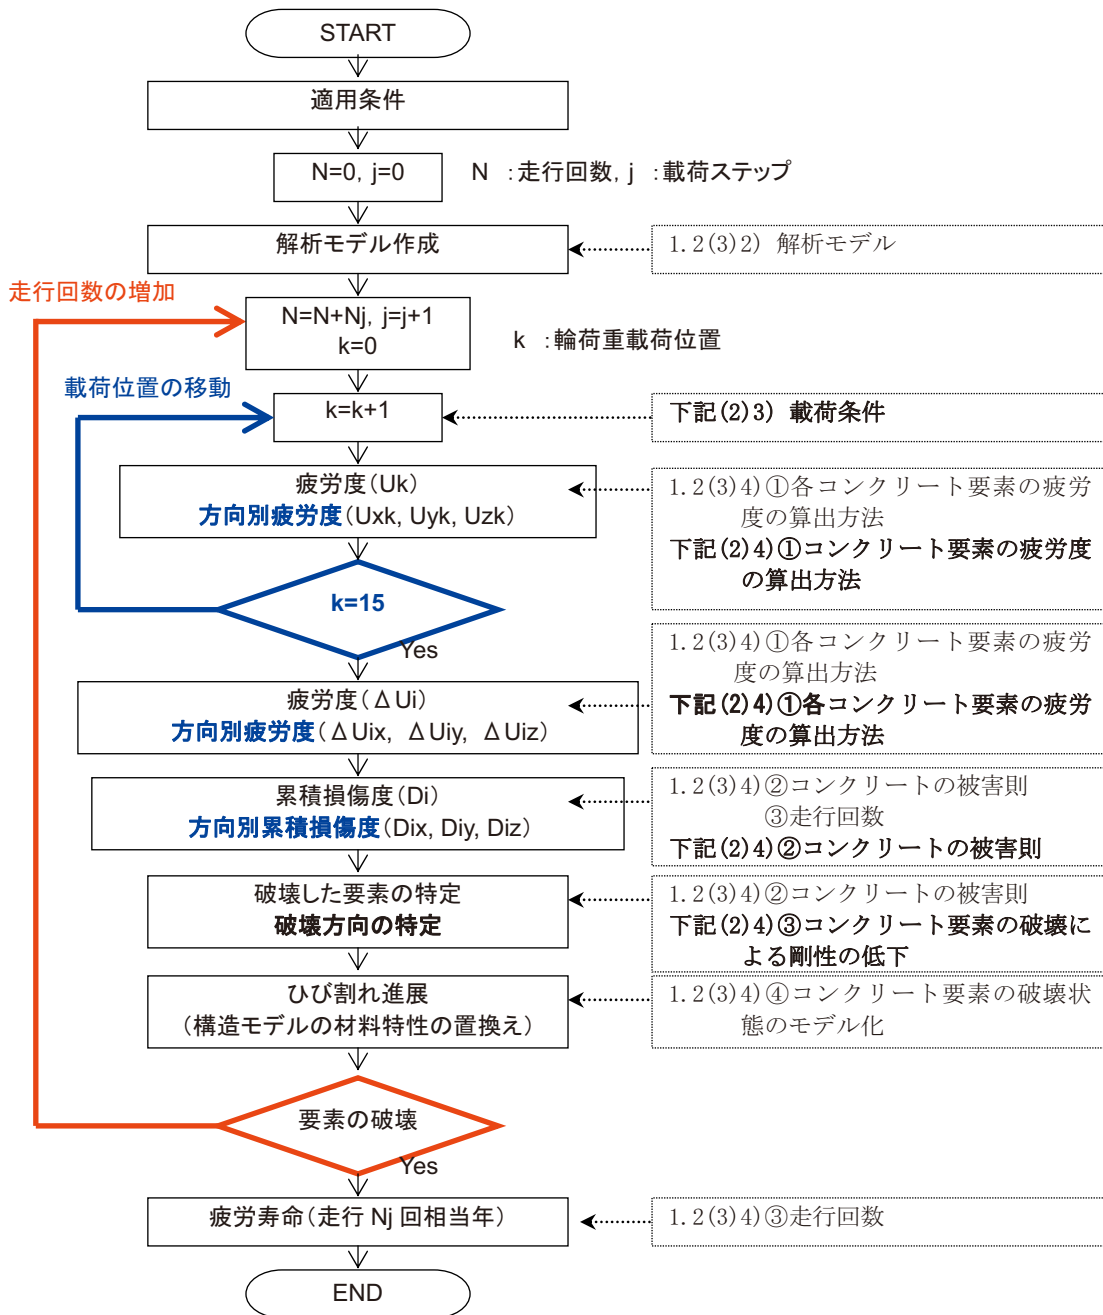 START
適用条件
N=0, j=0
N ：走行回数, j ：載荷ステップ
解析モデル作成
1.2(3)2) 解析モデル
走行回数の増加
N=N+Nj, j=j+1
k=0
k ：輪荷重載荷位置
載荷位置の移動
k=k+1
下記(2)3) 載荷条件
疲労度(Uk)
方向別疲労度(Uxk, Uyk, Uzk)
1.2(3)4)①各コンクリート要素の疲労
度の算出方法
下記(2)4)①コンクリート要素の疲労度
の算出方法
k=15
Yes
疲労度(ΔUi)
方向別疲労度(ΔUix, ΔUiy, ΔUiz)
1.2(3)4)①各コンクリート要素の疲労
度の算出方法
下記(2)4)①各コンクリート要素の疲労
度の算出方法
累積損傷度(Di)
方向別累積損傷度(Dix, Diy, Diz)
1.2(3)4)②コンクリートの被害則
③走行回数
下記(2)4)②コンクリートの被害則
破壊した要素の特定
破壊方向の特定
1.2(3)4)②コンクリートの被害則
下記(2)4)③コンクリート要素の破壊に
よる剛性の低下
ひび割れ進展
(構造モデルの材料特性の置換え)
1.2(3)4)④コンクリート要素の破壊状
態のモデル化
要素の破壊
Yes
疲労寿命(走行 Nj 回相当年)
1.2(3)4)③走行回数
END